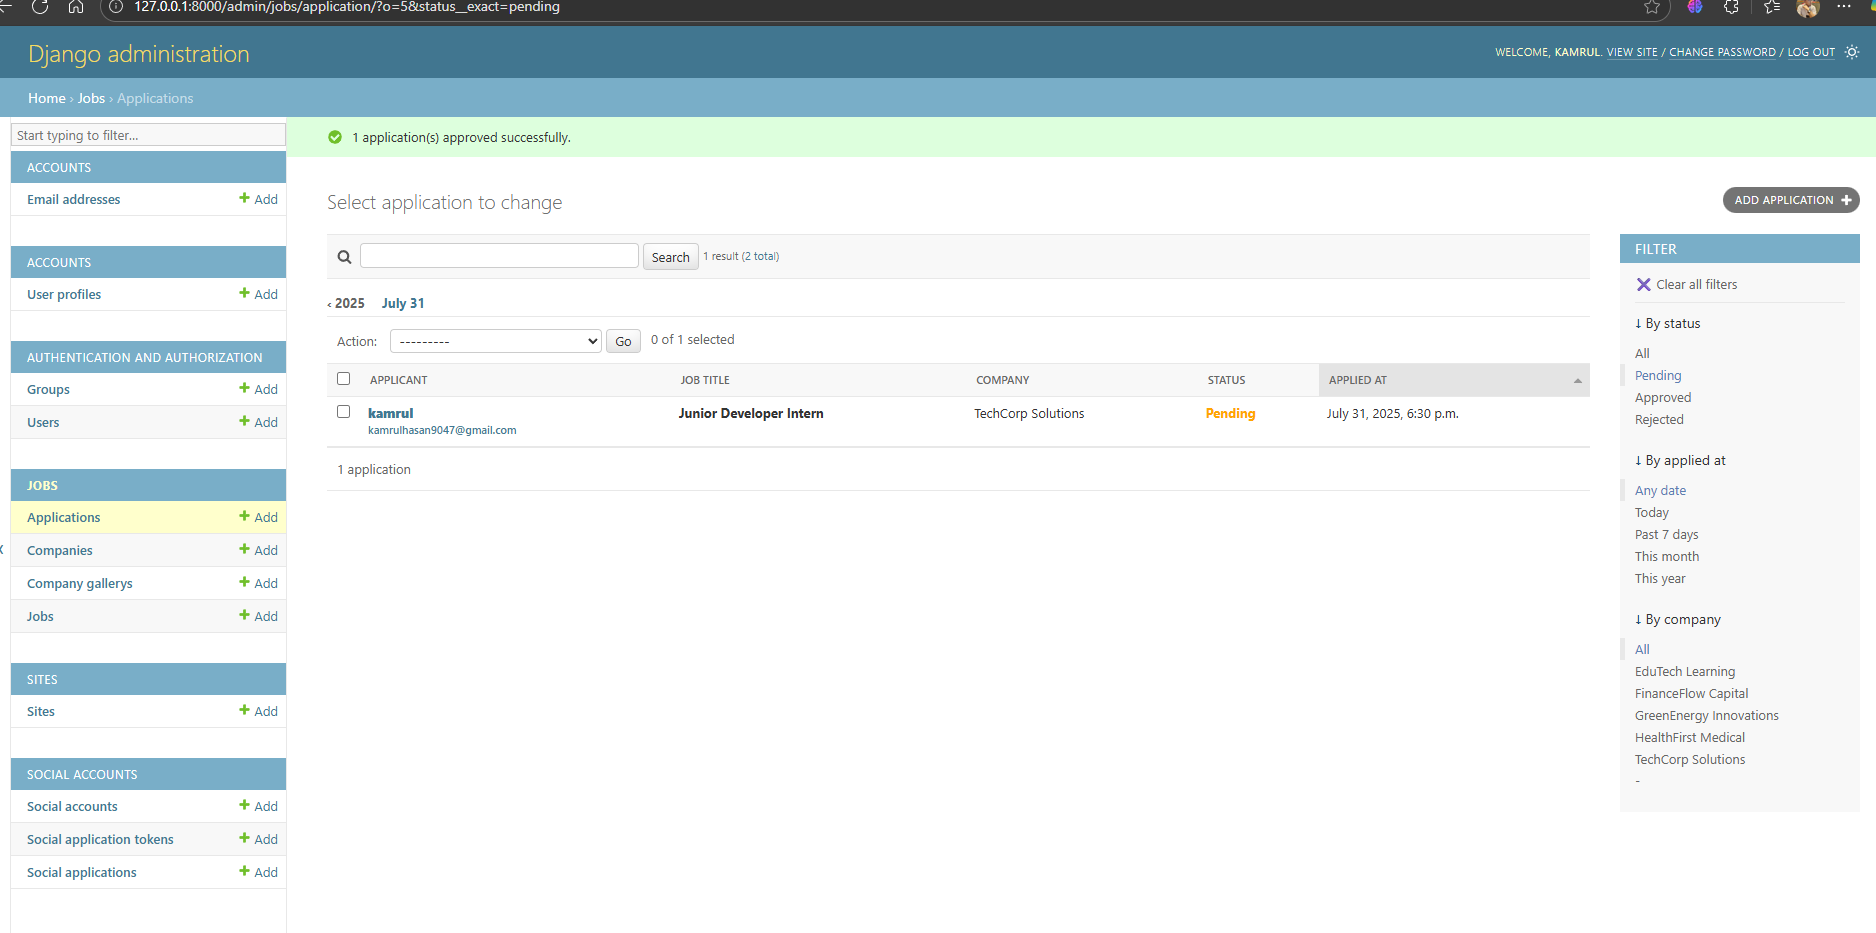 127.0.0.1:8000/admin/jobs/application/?o=5&status__exact=pending
Django administration
WELCOME, KAMRUL. VIEW SITE / CHANGE PASSWORD / LOG OUT
Home › Jobs › Applications
Start typing to filter...
ACCOUNTS
Email addresses
Add
ACCOUNTS
User profiles
Add
AUTHENTICATION AND AUTHORIZATION
Groups
Add
Users
Add
JOBS
Applications
Add
Companies
Add
Company gallerys
Add
Jobs
Add
SITES
Sites
Add
SOCIAL ACCOUNTS
Social accounts
Add
Social application tokens
Add
Social applications
Add
1 application(s) approved successfully.
Select application to change
ADD APPLICATION
Search
1 result (2 total)
‹ 2025 July 31
Action: --------- Go 0 of 1 selected
APPLICANT JOB TITLE COMPANY STATUS APPLIED AT
kamrul Junior Developer Intern TechCorp Solutions Pending July 31, 2025, 6:30 p.m.
kamrulhasan9047@gmail.com
1 application
FILTER
Clear all filters
↓ By status
All
Pending
Approved
Rejected
↓ By applied at
Any date
Today
Past 7 days
This month
This year
↓ By company
All
EduTech Learning
FinanceFlow Capital
GreenEnergy Innovations
HealthFirst Medical
TechCorp Solutions
-